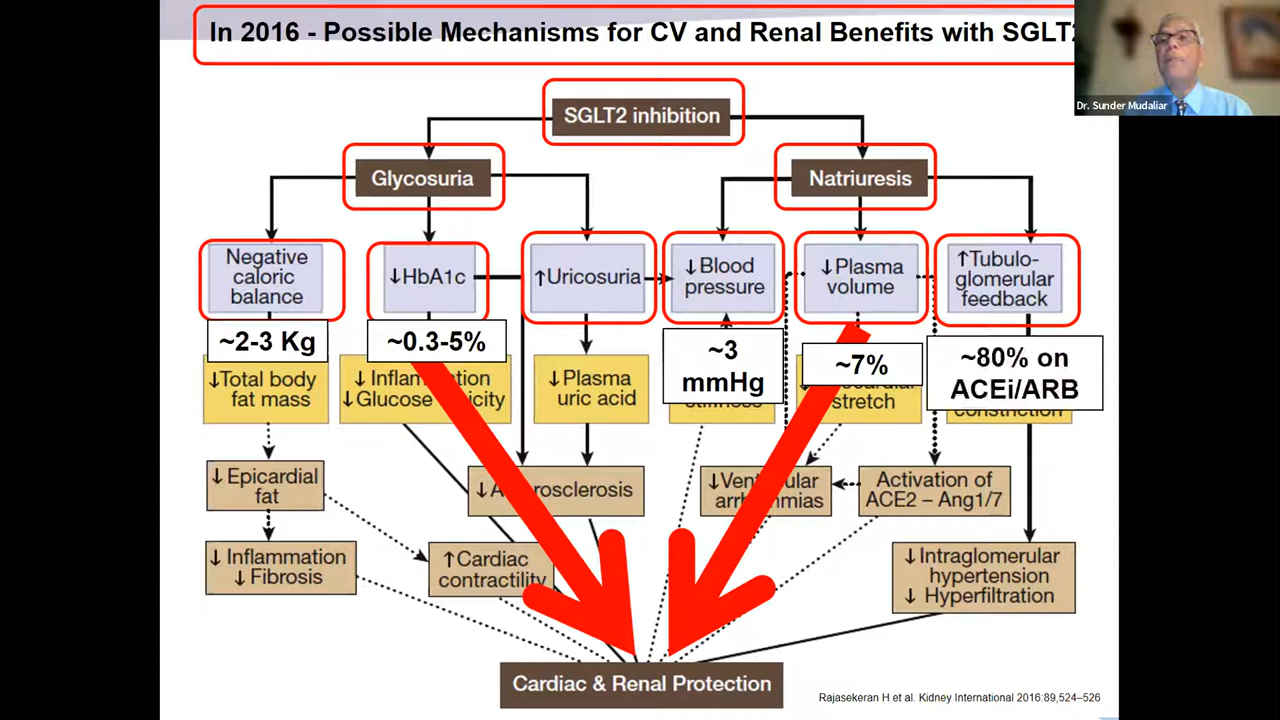 In 2016 - Possible Mechanisms for CV and Renal Benefits with
Dr. Sunder Mudaliar
SGLT2 inhibition
Glycosuria
Natriuresis
Negative
caloric
balance
↓HbA1c
↑Uricosuria
↓Blood
pressure
↓Plasma
volume
↑Tubulo-
glomerular
feedback
~2-3 Kg
~0.3-5%
~3
mmHg
~7%
~80% on
ACEi/ARB
↓Total body
fat mass
↓ Inflammation
↓Glucose
↓Plasma
uric acid
stretch
↓Epicardial
fat
↓
Activation of
ACE2 – Ang1/7
↓Inflammation
↓Fibrosis
↑Cardiac
contractility
↓Intraglomerular
hypertension
↓Hyperfiltration
Cardiac & Renal Protection
Rajasekeran H et al. Kidney International 2016:89,524–526